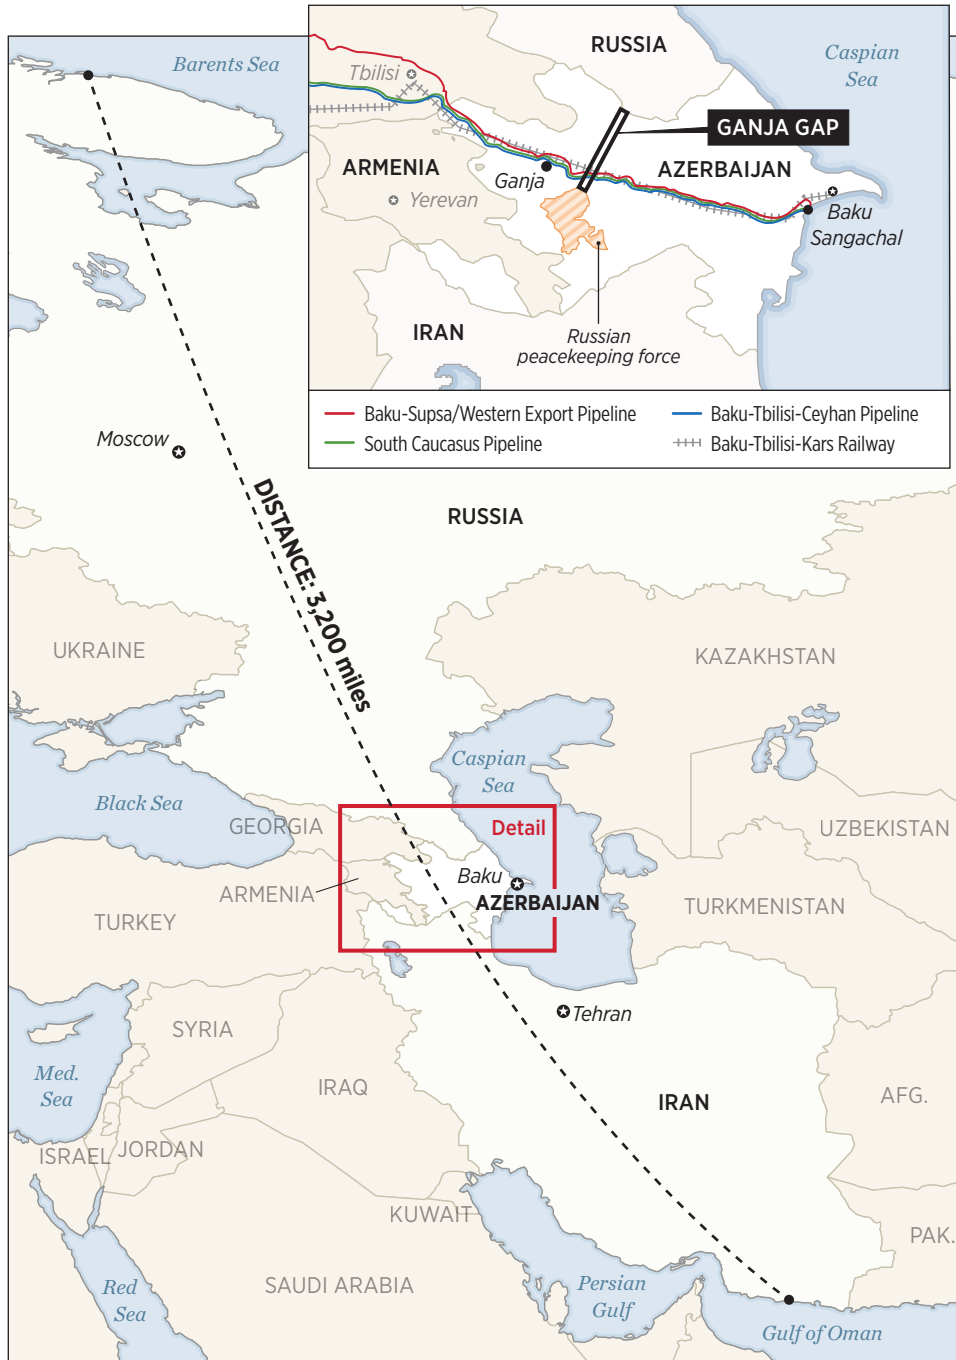 Barents Sea
RUSSIA
Caspian
Sea
Tbilisi
GANJA GAP
ARMENIA
AZERBAIJAN
Ganja
Yerevan
Baku
Sangachal
IRAN
Russian
peacekeeping force
Baku-Supsa/Western Export Pipeline
Baku-Tbilisi-Ceyhan Pipeline
South Caucasus Pipeline
Baku-Tbilisi-Kars Railway
Moscow
DISTANCE: 3,200 miles
RUSSIA
UKRAINE
KAZAKHSTAN
Caspian
Sea
Black Sea
GEORGIA
Detail
UZBEKISTAN
Baku
ARMENIA
AZERBAIJAN
TURKEY
TURKMENISTAN
Tehran
SYRIA
Med.
Sea
IRAQ
IRAN
AFG.
ISRAEL
JORDAN
KUWAIT
PAK.
SAUDI ARABIA
Red
Sea
Persian
Gulf
Gulf of Oman